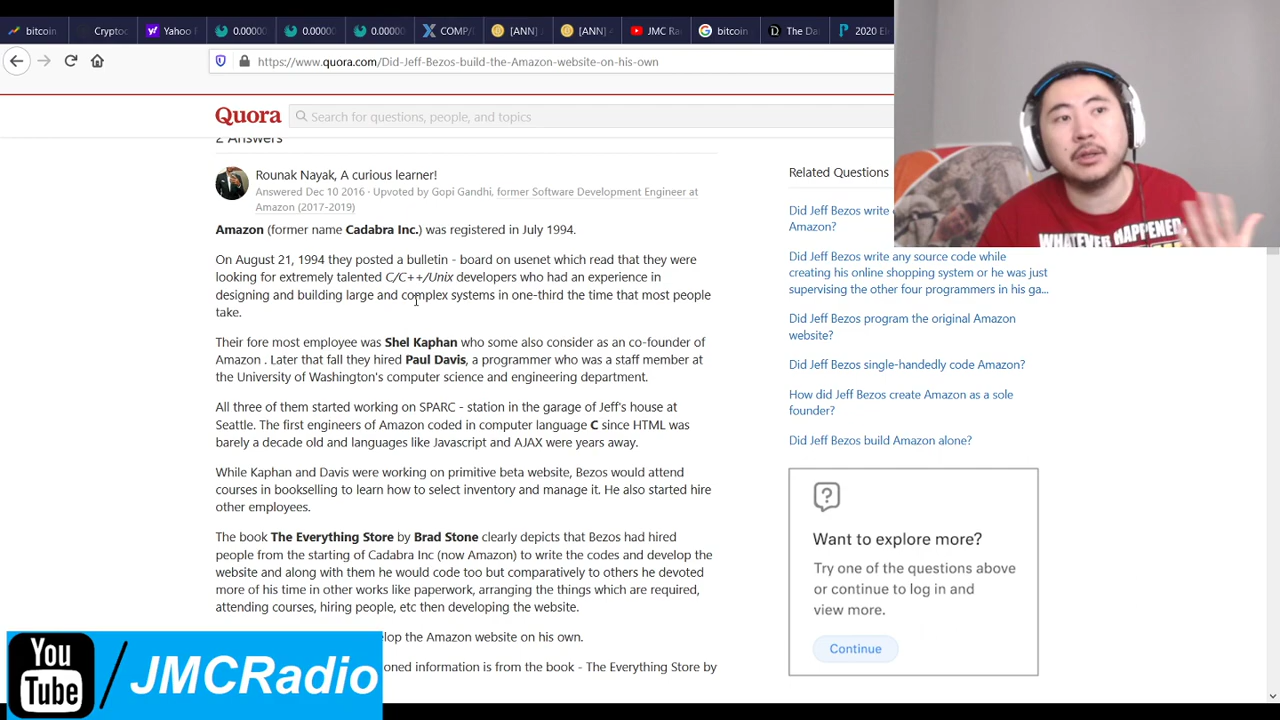 bitcoin
Cryptoc
Yahoo F
0.00000
0.00000
0.00000
COMP/
[ANN]
[ANN]
JMC Ra
bitcoin
The Da
2020 El
https://www.quora.com/Did-Jeff-Bezos-build-the-Amazon-website-on-his-own
Quora
Search for questions, people, and topics
2 Answers
Rounak Nayak, A curious learner!
Answered Dec 10 2016 · Upvoted by Gopi Gandhi, former Software Development Engineer at
Amazon (2017-2019)
Amazon (former name Cadabra Inc.) was registered in July 1994.
On August 21, 1994 they posted a bulletin - board on usenet which read that they were
looking for extremely talented C/C++/Unix developers who had an experience in
designing and building large and complex systems in one-third the time that most people
take.
Their fore most employee was Shel Kaphan who some also consider as an co-founder of
Amazon . Later that fall they hired Paul Davis, a programmer who was a staff member at
the University of Washington's computer science and engineering department.
All three of them started working on SPARC - station in the garage of Jeff's house at
Seattle. The first engineers of Amazon coded in computer language C since HTML was
barely a decade old and languages like Javascript and AJAX were years away.
While Kaphan and Davis were working on primitive beta website, Bezos would attend
courses in bookselling to learn how to select inventory and manage it. He also started hire
other employees.
The book The Everything Store by Brad Stone clearly depicts that Bezos had hired
people from the starting of Cadabra Inc (now Amazon) to write the codes and develop the
website and along with them he would code too but comparatively to others he devoted
more of his time in other works like paperwork, arranging the things which are required,
attending courses, hiring people, etc then developing the website.
elop the Amazon website on his own.
oned information is from the book - The Everything Store by
Related Questions
Did Jeff Bezos write
Amazon?
Did Jeff Bezos write any source code while
creating his online shopping system or he was just
supervising the other four programmers in his ga...
Did Jeff Bezos program the original Amazon
website?
Did Jeff Bezos single-handedly code Amazon?
How did Jeff Bezos create Amazon as a sole
founder?
Did Jeff Bezos build Amazon alone?
Want to explore more?
Try one of the questions above
or continue to log in and
view more.
Continue
WHATEVER HAPPENED,
You
Tube
/JMCRadio